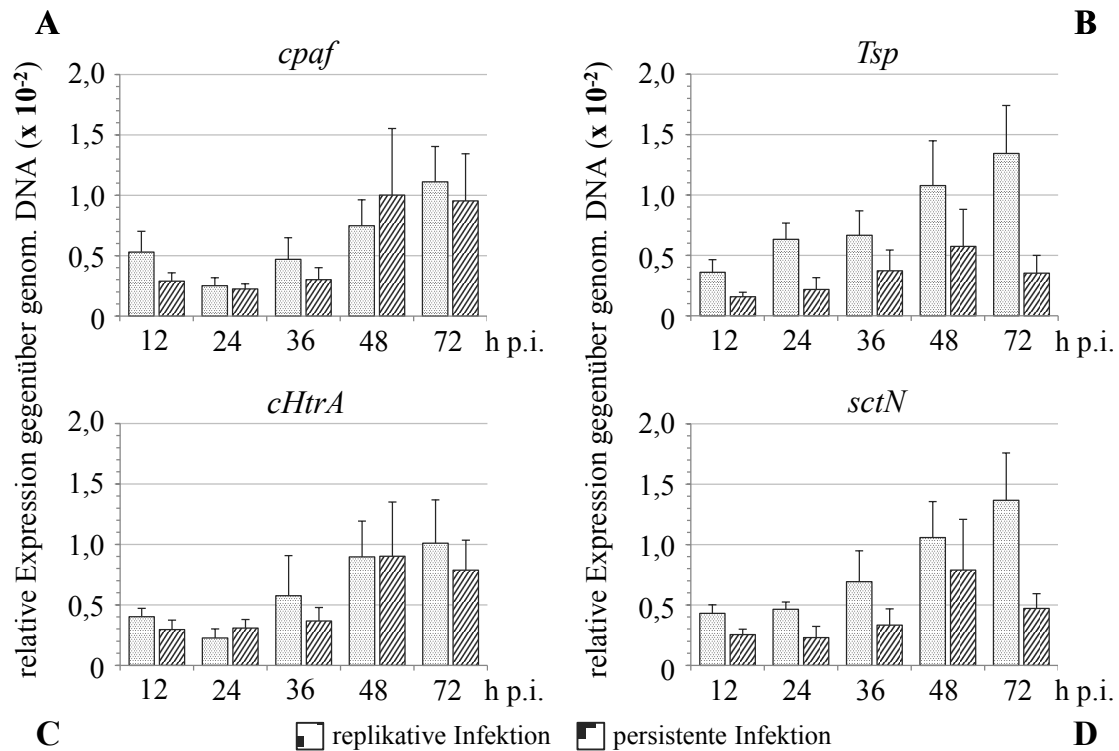 A
B
cpaf
Tsp
relative Expression gegenüber genom. DNA (x 10-2)
2,0
1,5
1,0
0,5
0
12 24 36 48 72 h p.i.
relative Expression gegenüber genom. DNA (x 10-2)
2,0
1,5
1,0
0,5
0
12 24 36 48 72 h p.i.
cHtrA
sctN
2,0
1,5
1,0
0,5
0
12 24 36 48 72 h p.i.
2,0
1,5
1,0
0,5
0
12 24 36 48 72 h p.i.
C
replikative Infektion
persistente Infektion
D